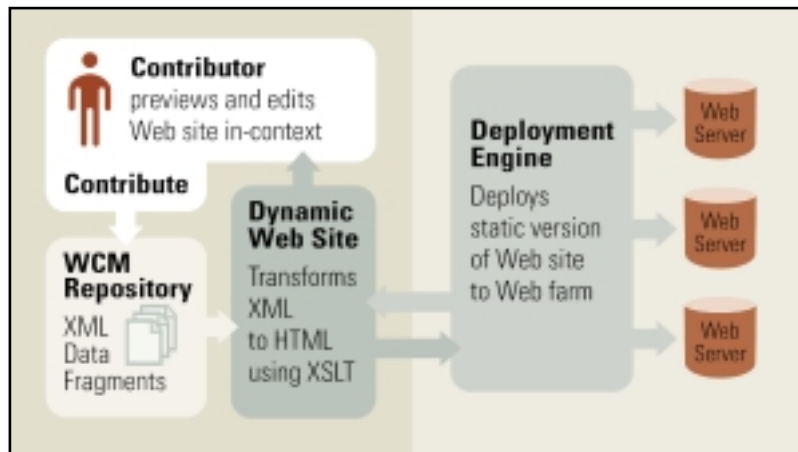 Contributor
previews and edits
Web site in-context
Contribute
WCM
Repository
XML
Data
Fragments
Dynamic
Web Site
Transforms
XML
to HTML
using XSLT
Deployment
Engine
Deploys
static version
of Web site
to Web farm
Web
Server
Web
Server
Web
Server